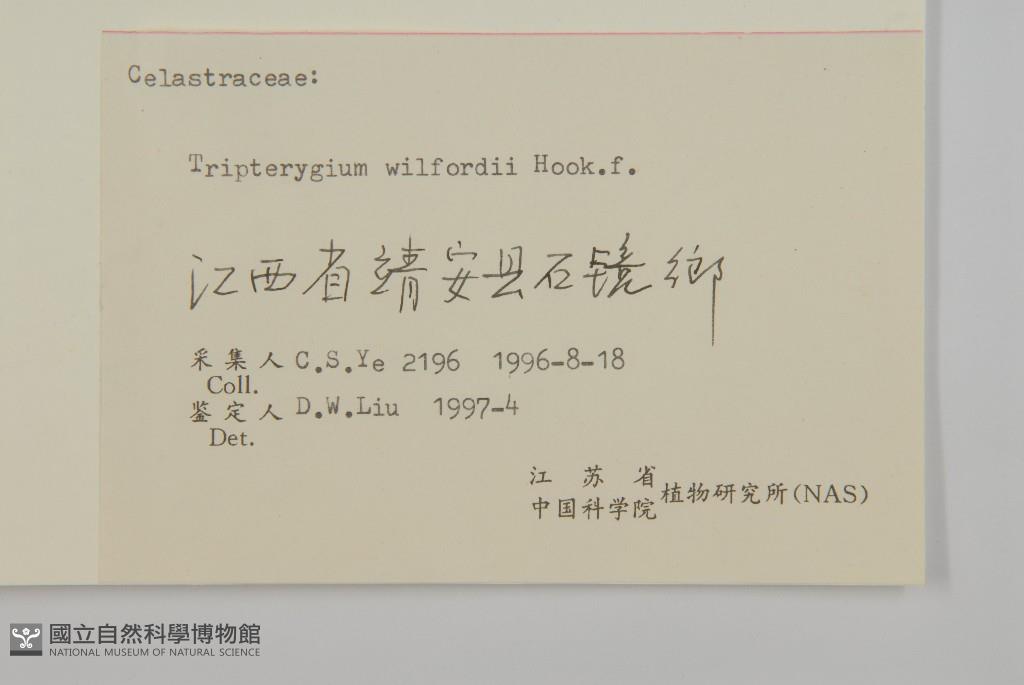 Celastraceae:
Tripterygium wilfordii Hook.f.
江西省靖安县石镜鄉
采集人 C.S.Ye 2196 1996-8-18
Coll.
鉴定人 D.W.Liu 1997-4
Det.
江苏省
中国科学院 植物研究所(NAS)
國立自然科學博物館
NATIONAL MUSEUM OF NATURAL SCIENCE